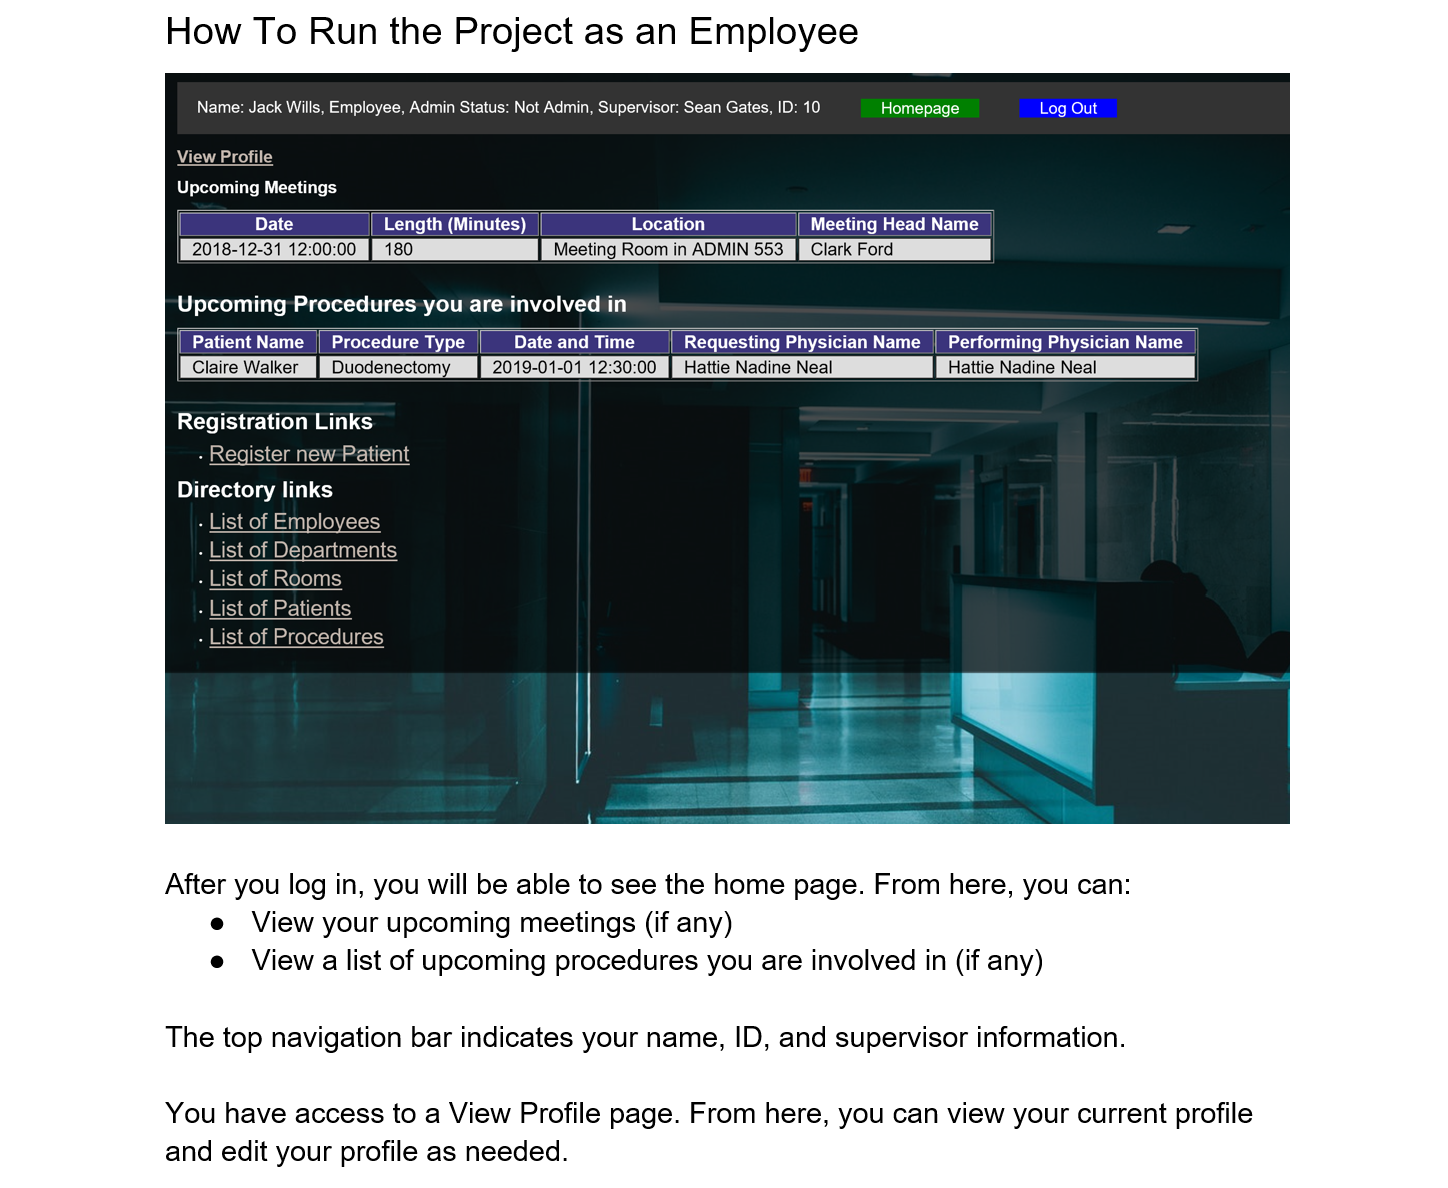 How To Run the Project as an Employee
Name: Jack Wills, Employee, Admin Status: Not Admin, Supervisor: Sean Gates, ID: 10 Homepage Log Out
View Profile
Upcoming Meetings
Date Length (Minutes) Location Meeting Head Name
2018-12-31 12:00:00 180 Meeting Room in ADMIN 553 Clark Ford
Upcoming Procedures you are involved in
Patient Name Procedure Type Date and Time Requesting Physician Name Performing Physician Name
Claire Walker Duodenectomy 2019-01-01 12:30:00 Hattie Nadine Neal Hattie Nadine Neal
Registration Links
• Register new Patient
Directory links
• List of Employees
• List of Departments
• List of Rooms
• List of Patients
• List of Procedures
After you log in, you will be able to see the home page. From here, you can:
● View your upcoming meetings (if any)
● View a list of upcoming procedures you are involved in (if any)
The top navigation bar indicates your name, ID, and supervisor information.
You have access to a View Profile page. From here, you can view your current profile
and edit your profile as needed.